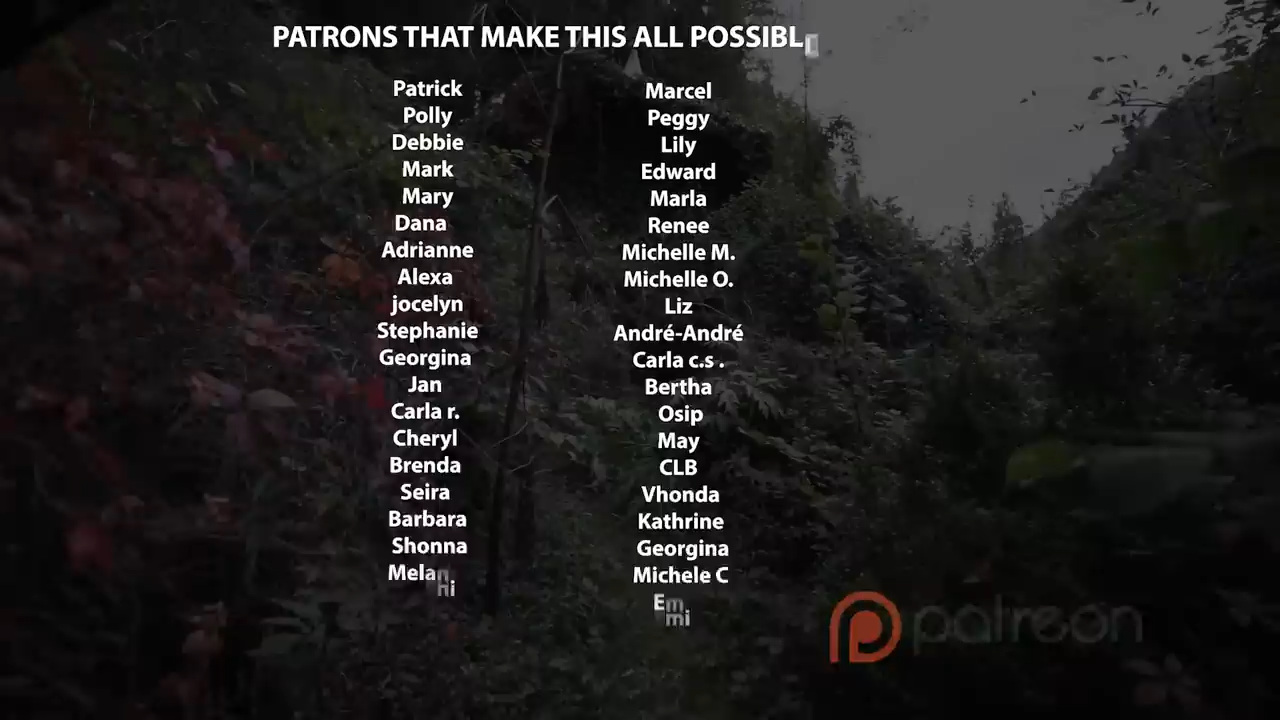 PATRONS THAT MAKE THIS ALL POSSIBL
Patrick
Polly
Debbie
Mark
Mary
Dana
Adrianne
Alexa
jocelyn
Stephanie
Georgina
Jan
Carla r.
Cheryl
Brenda
Seira
Barbara
Shonna
Melani
Marcel
Peggy
Lily
Edward
Marla
Renee
Michelle M.
Michelle O.
Liz
André-André
Carla c.s .
Bertha
Osip
May
CLB
Vhonda
Kathrine
Georgina
Michele C
patreon